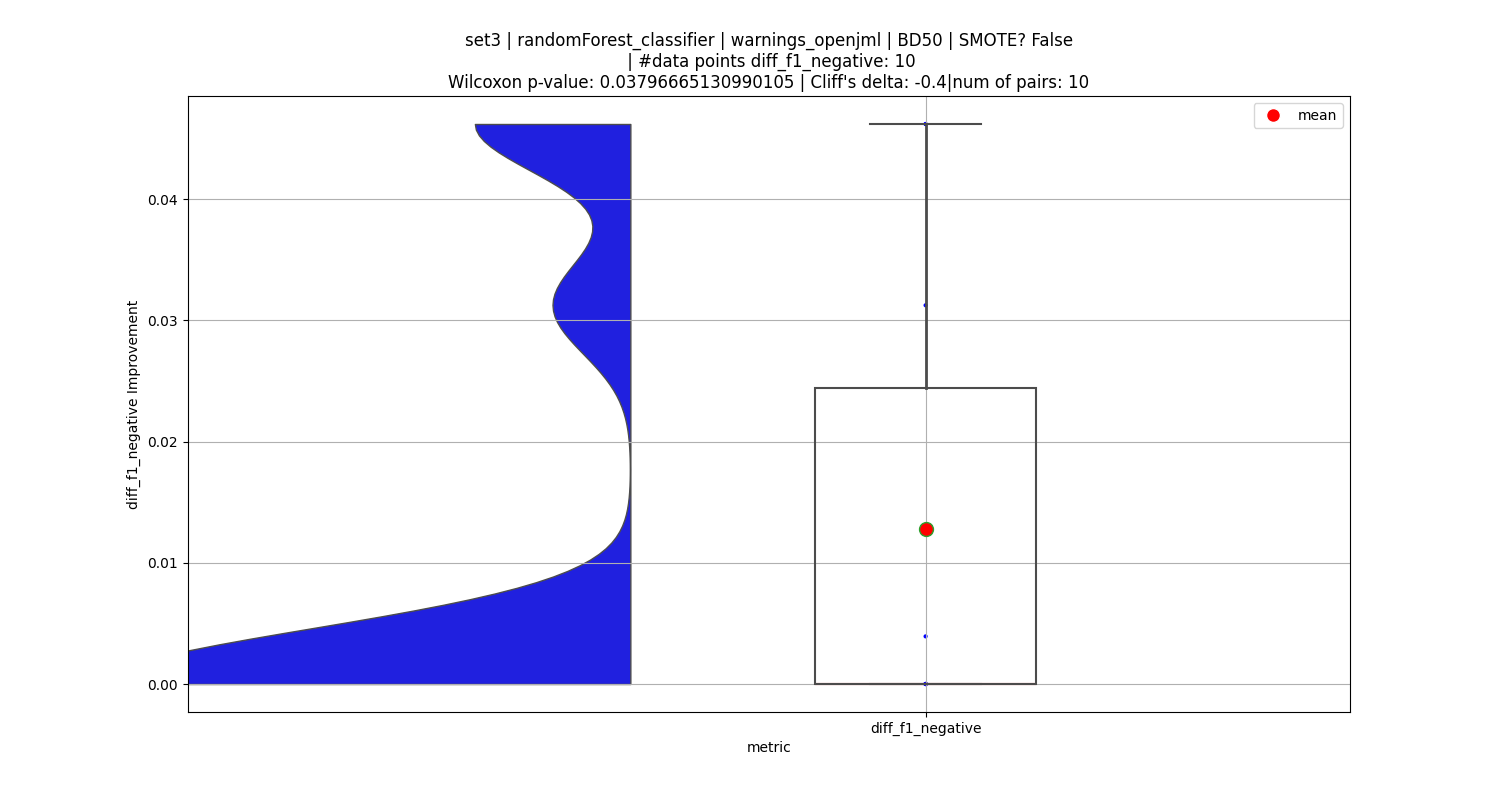 set3 | randomForest_classifier | warnings_openjml | BD50 | SMOTE? False
| #data points diff_f1_negative: 10
Wilcoxon p-value: 0.03796665130990105 | Cliff's delta: -0.4|num of pairs: 10
mean
0.04
0.03
0.02
0.01
0.00
diff_f1_negative Improvement
diff_f1_negative
metric